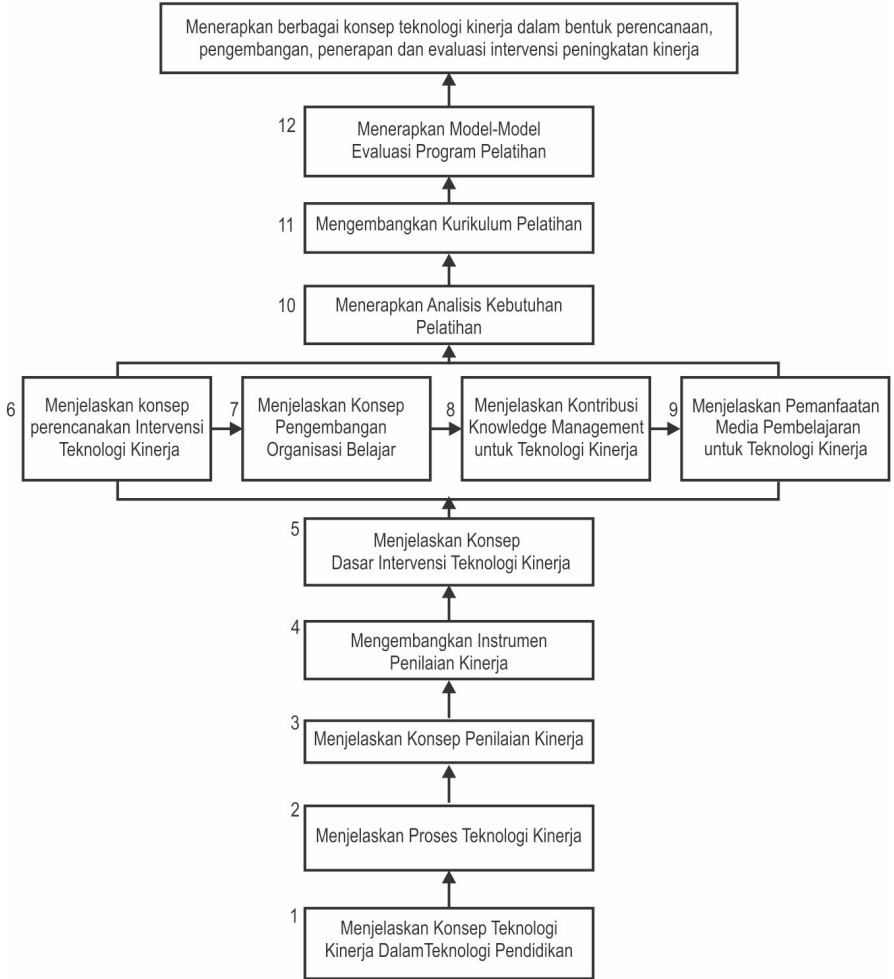 Menerapkan berbagai konsep teknologi kinerja dalam bentuk perencanaan,
pengembangan, penerapan dan evaluasi intervensi peningkatan kinerja
12
Menerapkan Model-Model
Evaluasi Program Pelatihan
11
Mengembangkan Kurikulum Pelatihan
10
Menerapkan Analisis Kebutuhan
Pelatihan
6
Menjelaskan konsep
perencanakan Intervensi
Teknologi Kinerja
7
Menjelaskan Konsep
Pengembangan
Organisasi Belajar
8
Menjelaskan Kontribusi
Knowledge Management
untuk Teknologi Kinerja
9
Menjelaskan Pemanfaatan
Media Pembelajaran
untuk Teknologi Kinerja
5
Menjelaskan Konsep
Dasar Intervensi Teknologi Kinerja
4
Mengembangkan Instrumen
Penilaian Kinerja
3
Menjelaskan Konsep Penilaian Kinerja
2
Menjelaskan Proses Teknologi Kinerja
1
Menjelaskan Konsep Teknologi
Kinerja DalamTeknologi Pendidikan